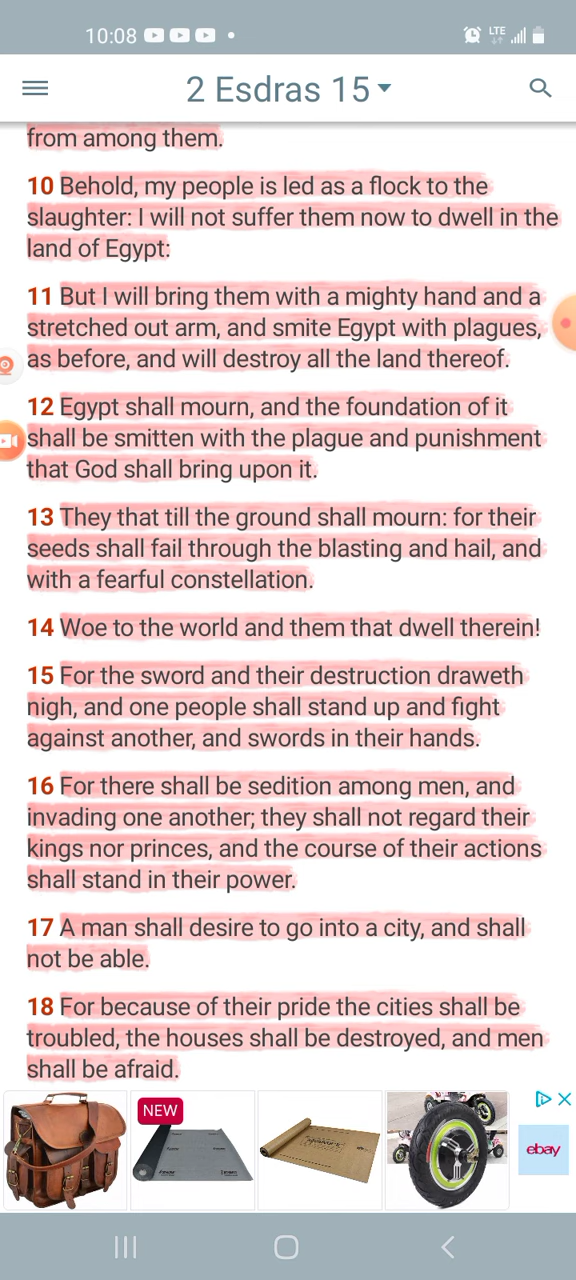 10:08
LTE
2 Esdras 15
from among them.
10 Behold, my people is led as a flock to the
slaughter: I will not suffer them now to dwell in the
land of Egypt:
11 But I will bring them with a mighty hand and a
stretched out arm, and smite Egypt with plagues,
as before, and will destroy all the land thereof.
12 Egypt shall mourn, and the foundation of it
shall be smitten with the plague and punishment
that God shall bring upon it.
13 They that till the ground shall mourn: for their
seeds shall fail through the blasting and hail, and
with a fearful constellation.
14 Woe to the world and them that dwell therein!
15 For the sword and their destruction draweth
nigh, and one people shall stand up and fight
against another, and swords in their hands.
16 For there shall be sedition among men, and
invading one another; they shall not regard their
kings nor princes, and the course of their actions
shall stand in their power.
17 A man shall desire to go into a city, and shall
not be able.
18 For because of their pride the cities shall be
troubled, the houses shall be destroyed, and men
shall be afraid.
NEW
ebay